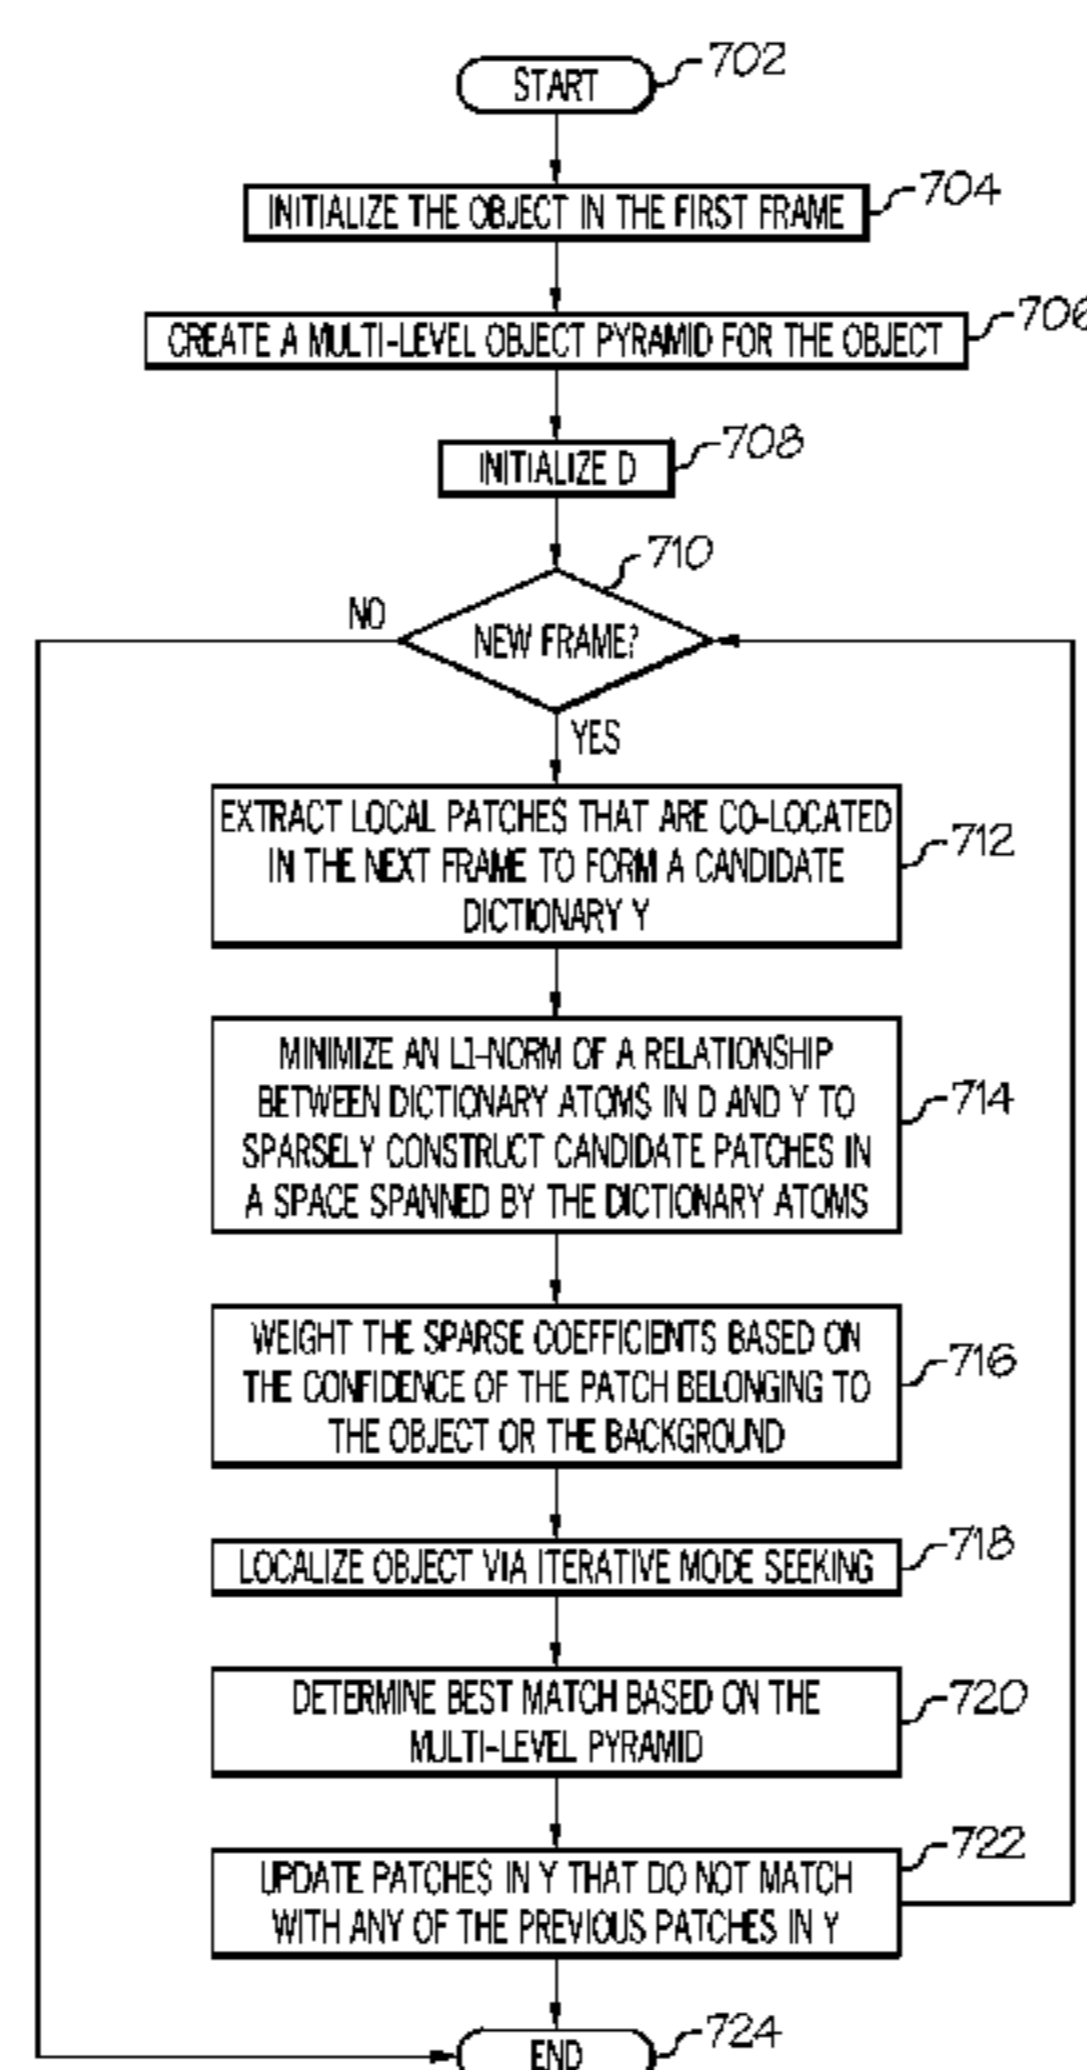 START
702
INITIALIZE THE OBJECT IN THE FIRST FRAME
704
CREATE A MULTI-LEVEL OBJECT PYRAMID FOR THE OBJECT
706
INITIALIZE D
708
710
NO
NEW FRAME?
YES
EXTRACT LOCAL PATCHES THAT ARE CO-LOCATED
IN THE NEXT FRAME TO FORM A CANDIDATE
DICTIONARY Y
712
MINIMIZE AN L1-NORM OF A RELATIONSHIP
BETWEEN DICTIONARY ATOMS IN D AND Y TO
SPARSELY CONSTRUCT CANDIDATE PATCHES IN
A SPACE SPANNED BY THE DICTIONARY ATOMS
714
WEIGHT THE SPARSE COEFFICIENTS BASED ON
THE CONFIDENCE OF THE PATCH BELONGING TO
THE OBJECT OR THE BACKGROUND
716
LOCALIZE OBJECT VIA ITERATIVE MODE SEEKING
718
DETERMINE BEST MATCH BASED ON THE
MULTI-LEVEL PYRAMID
720
UPDATE PATCHES IN Y THAT DO NOT MATCH
WITH ANY OF THE PREVIOUS PATCHES IN Y
722
END
724